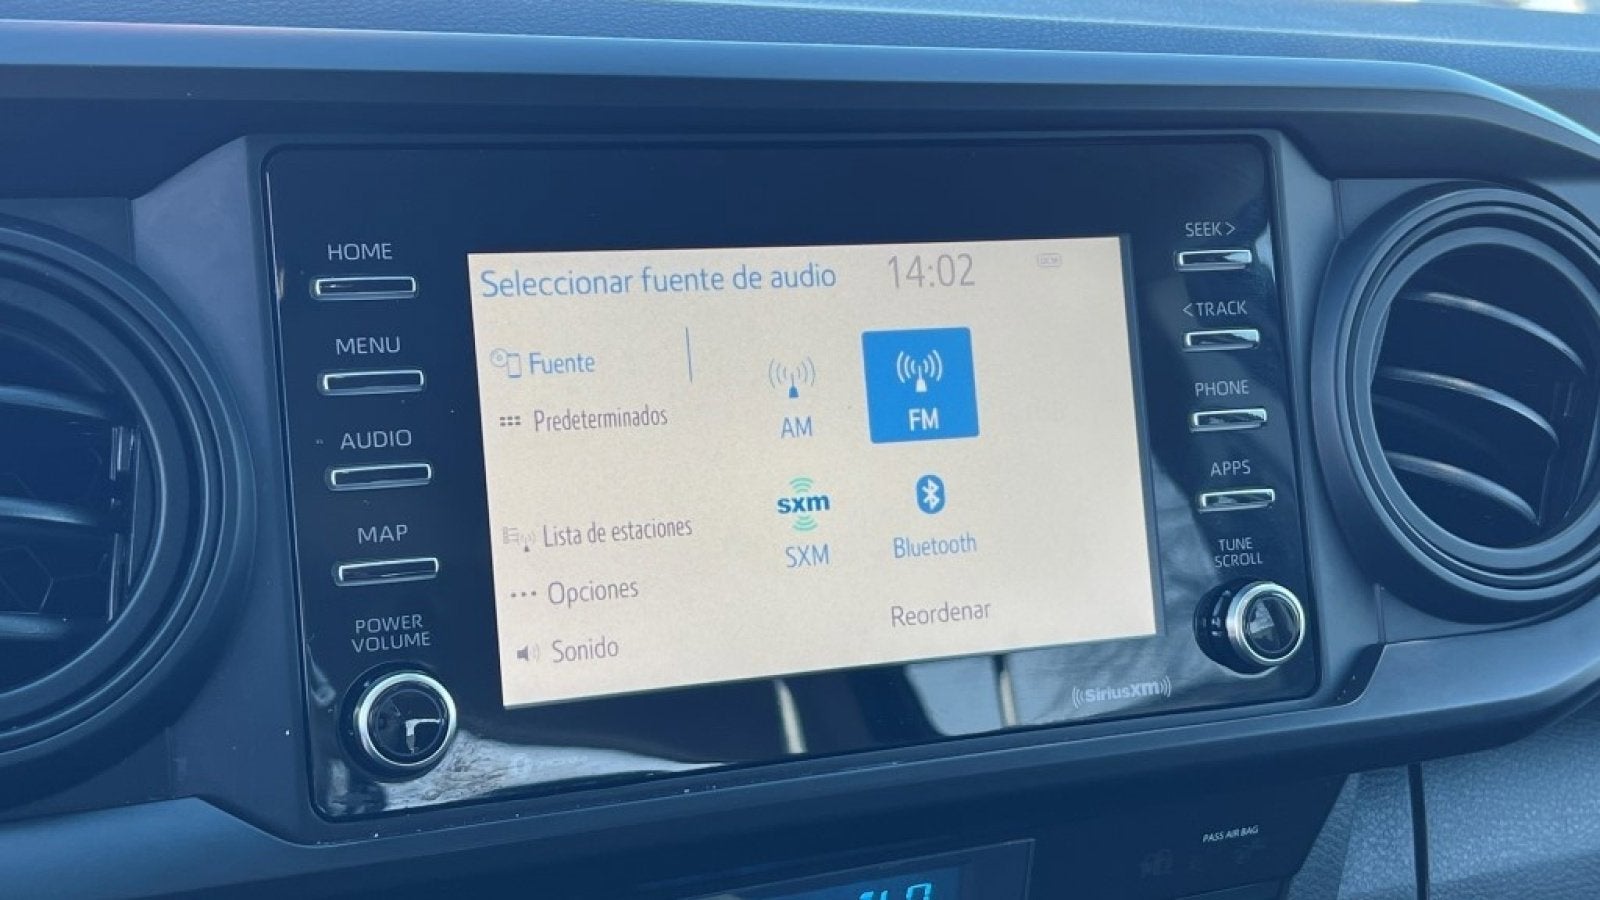 HOME
MENU
AUDIO
MAP
POWER
VOLUME
Seleccionar fuente de audio 14:02
Fuente
Predeterminados
Lista de estaciones
Opciones
Sonido
AM
FM
sxm
SXM
Bluetooth
Reordenar
SEEK >
< TRACK
PHONE
APPS
TUNE
SCROLL
SiriusXM
PASS AIR BAG